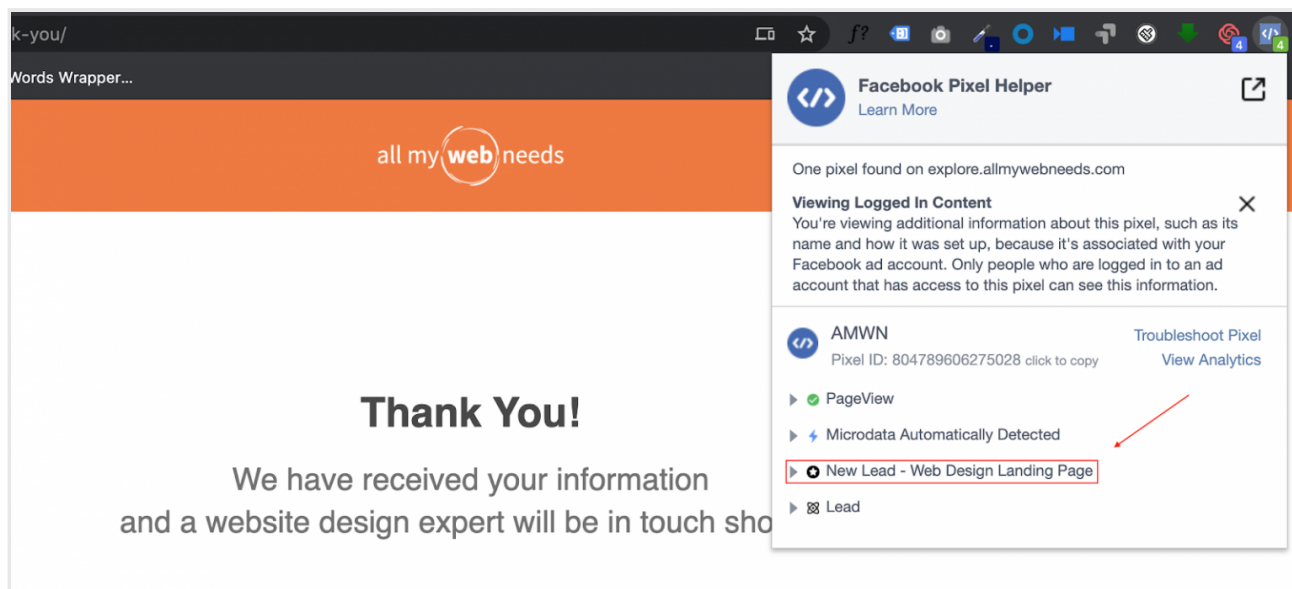 k-you/
f?
4
4
Words Wrapper...
Facebook Pixel Helper
Learn More
all my web needs
One pixel found on explore.allmywebneeds.com
Viewing Logged In Content
You're viewing additional information about this pixel, such as its
name and how it was set up, because it's associated with your
Facebook ad account. Only people who are logged in to an ad
account that has access to this pixel can see this information.
AMWN
Troubleshoot Pixel
Pixel ID: 804789606275028 click to copy
View Analytics
PageView
Microdata Automatically Detected
New Lead - Web Design Landing Page
Lead
Thank You!
We have received your information
and a website design expert will be in touch sho